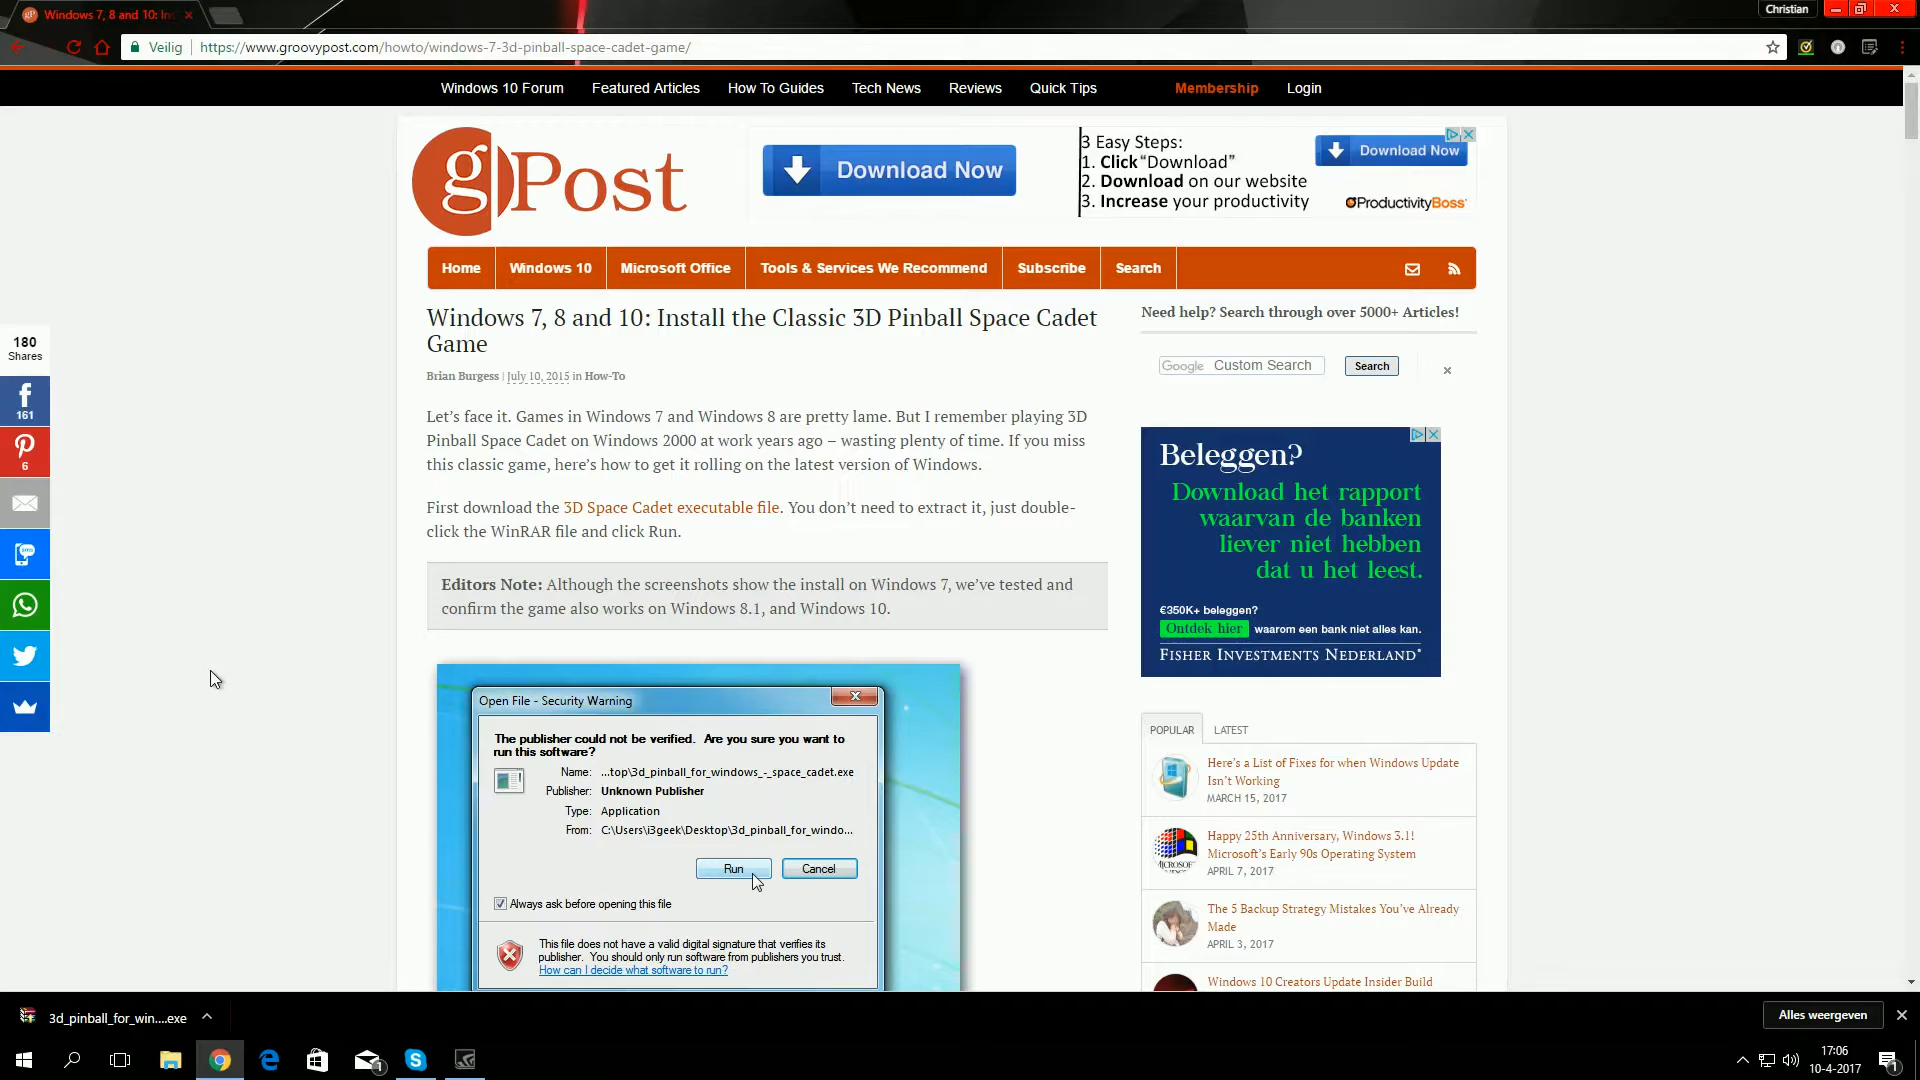 Windows 7, 8 and 10: In
Christian
Veilig
https://www.groovypost.com/howto/windows-7-3d-pinball-space-cadet-game/
Windows 10 Forum
Featured Articles
How To Guides
Tech News
Reviews
Quick Tips
Membership
Login
gPost
Download Now
3 Easy Steps:
1. Click “Download”
2. Download on our website
3. Increase your productivity
Download Now
ProductivityBoss
Home
Windows 10
Microsoft Office
Tools & Services We Recommend
Subscribe
Search
Windows 7, 8 and 10: Install the Classic 3D Pinball Space Cadet
Game
Brian Burgess | July 10, 2015 in How-To
Let’s face it. Games in Windows 7 and Windows 8 are pretty lame. But I remember playing 3D
Pinball Space Cadet on Windows 2000 at work years ago – wasting plenty of time. If you miss
this classic game, here’s how to get it rolling on the latest version of Windows.
First download the 3D Space Cadet executable file. You don’t need to extract it, just double-
click the WinRAR file and click Run.
Editors Note: Although the screenshots show the install on Windows 7, we’ve tested and
confirm the game also works on Windows 8.1, and Windows 10.
180
Shares
161
6
sms
Open File - Security Warning
The publisher could not be verified. Are you sure you want to
run this software?
Name: ...top\3d_pinball_for_windows_-_space_cadet.exe
Publisher: Unknown Publisher
Type: Application
From: C:\Users\i3geek\Desktop\3d_pinball_for_windo...
Run
Cancel
Always ask before opening this file
This file does not have a valid digital signature that verifies its
publisher. You should only run software from publishers you trust.
How can I decide what software to run?
Need help? Search through over 5000+ Articles!
Google Custom Search
Search
Beleggen?
Download het rapport
waarvan de banken
liever niet hebben
dat u het leest.
€350K+ beleggen?
Ontdek hier waarom een bank niet alles kan.
Fisher Investments Nederland®
POPULAR
LATEST
Here’s a List of Fixes for when Windows Update
Isn’t Working
MARCH 15, 2017
Happy 25th Anniversary, Windows 3.1!
Microsoft’s Early 90s Operating System
APRIL 7, 2017
MICROSOFT
The 5 Backup Strategy Mistakes You’ve Already
Made
APRIL 3, 2017
Windows 10 Creators Update Insider Build
3d_pinball_for_win....exe
Alles weergeven
1
17:06
10-4-2017
1